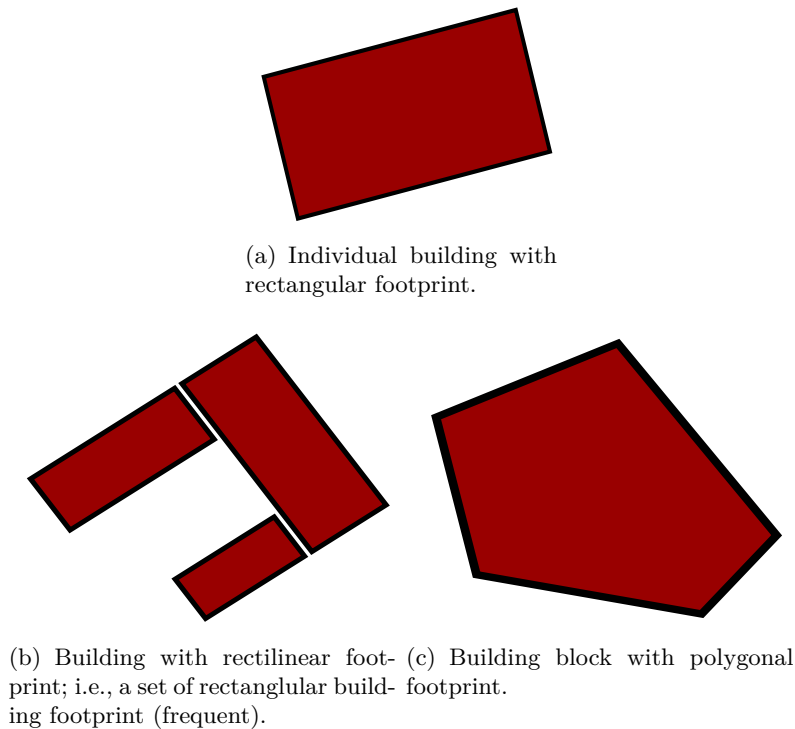 (a) Individual building with
rectangular footprint.
(b) Building with rectilinear foot-
print; i.e., a set of rectanglular build-
ing footprint (frequent).
(c) Building block with polygonal
footprint.